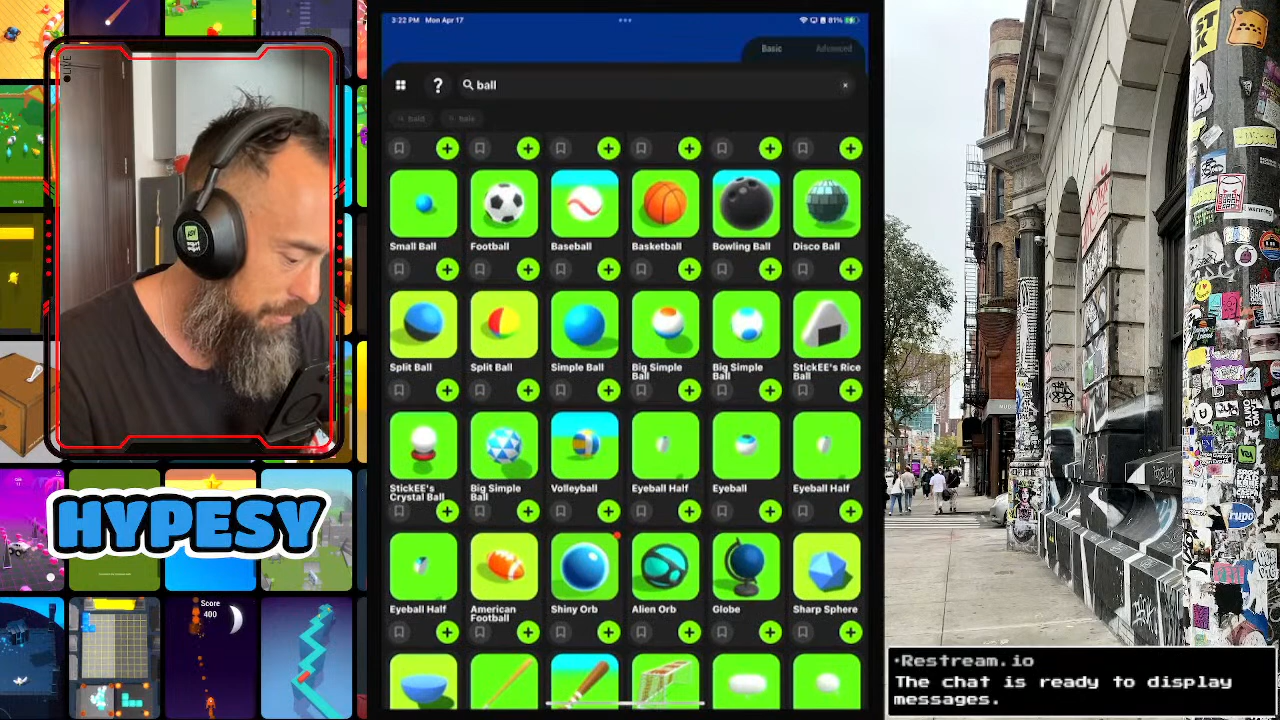 LIVE
3:22 PM Mon Apr 17
81%
Basic
Advanced
?
ball
bald
bale
Small Ball
Football
Baseball
Basketball
Bowling Ball
Disco Ball
Split Ball
Split Ball
Simple Ball
Big Simple Ball
Big Simple Ball
StickEE's Rice Ball
StickEE's Crystal Ball
Big Simple Ball
Volleyball
Eyeball Half
Eyeball
Eyeball Half
Eyeball Half
American Football
Shiny Orb
Alien Orb
Globe
Sharp Sphere
HYPESY
Score
400
Restream.io
The chat is ready to display
messages.